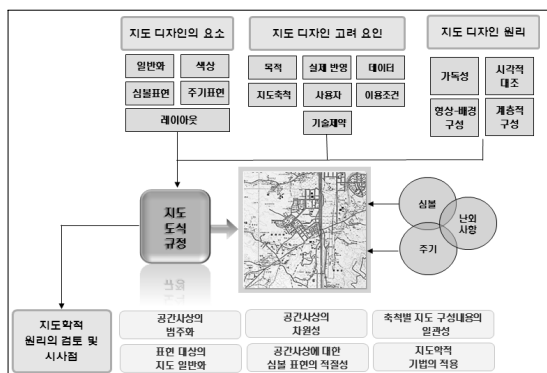 지도 디자인의 요소
지도 디자인 고려 요인
지도 디자인 원리
일반화
색상
심볼표현
주기표현
레이아웃
목적
실제 반영
데이터
지도축척
사용자
이용조건
기술제약
가독성
시각적
대조
형상-배경
구성
계층적
구성
지도
도식
규정
심볼
난외
사항
주기
지도학적
원리의 검토 및
시사점
공간사상의
범주화
공간사상의
차원성
축척별 지도 구성내용의
일관성
표현 대상의
지도 일반화
공간사상에 대한
심볼 표현의 적절성
지도학적
기법의 적용